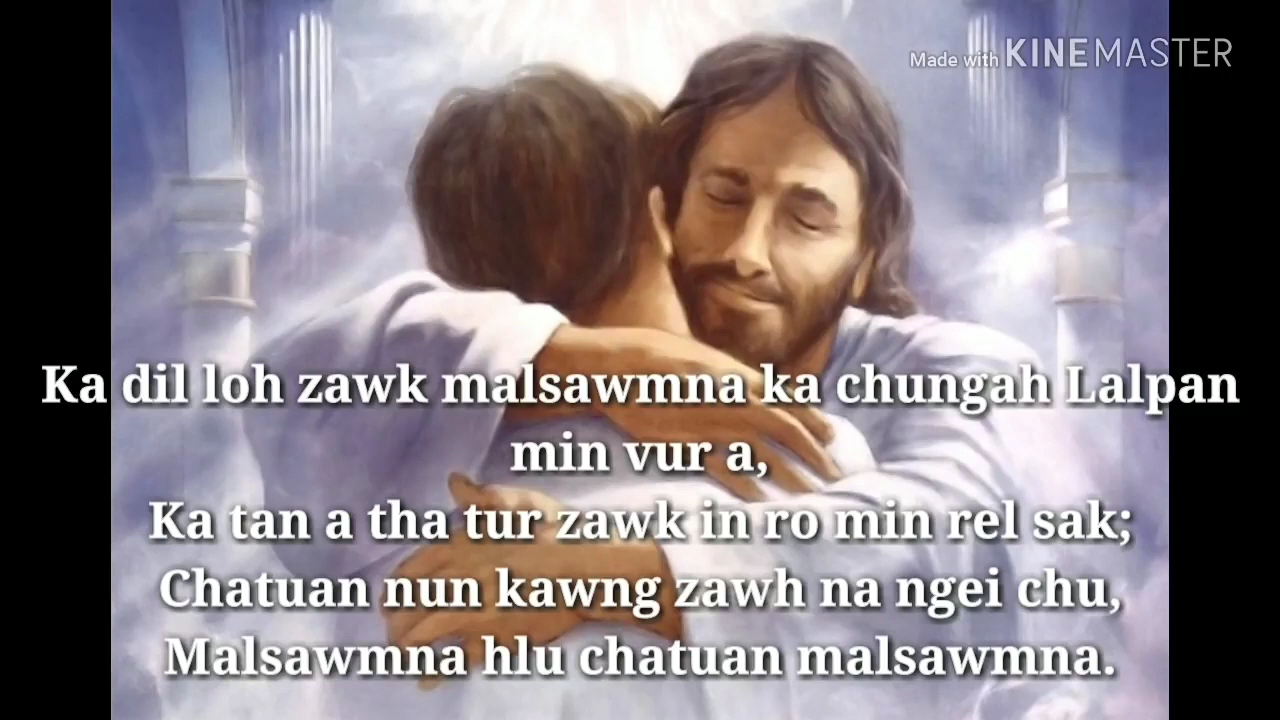 Made with KINEMASTER
Ka dil loh zawk malsawmna ka chungah Lalpan
min vur a,
Ka tan a tha tur zawk in ro min rel sak;
Chatuan nun kawng zawh na ngei chu,
Malsawmna hlu chatuan malsawmna.